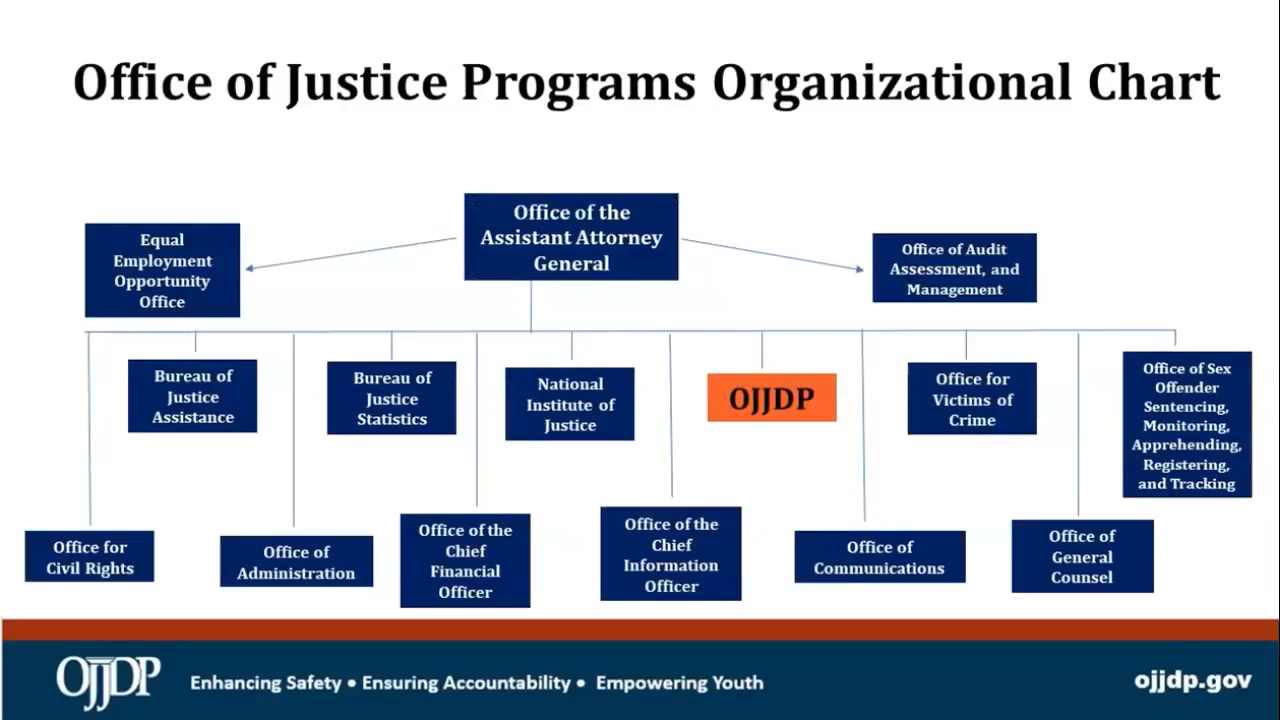 Office of Justice Programs Organizational Chart
Office of the
Assistant Attorney
General
Equal
Employment
Opportunity
Office
Office of Audit
Assessment, and
Management
Bureau of
Justice
Assistance
Bureau of
Justice
Statistics
National
Institute of
Justice
OJJDP
Office for
Victims of
Crime
Office of Sex
Offender
Sentencing,
Monitoring,
Apprehending,
Registering,
and Tracking
Office for
Civil Rights
Office of
Administration
Office of the
Chief
Financial
Officer
Office of the
Chief
Information
Officer
Office of
Communications
Office of
General
Counsel
OJJDP
Enhancing Safety • Ensuring Accountability • Empowering Youth
ojjdp.gov